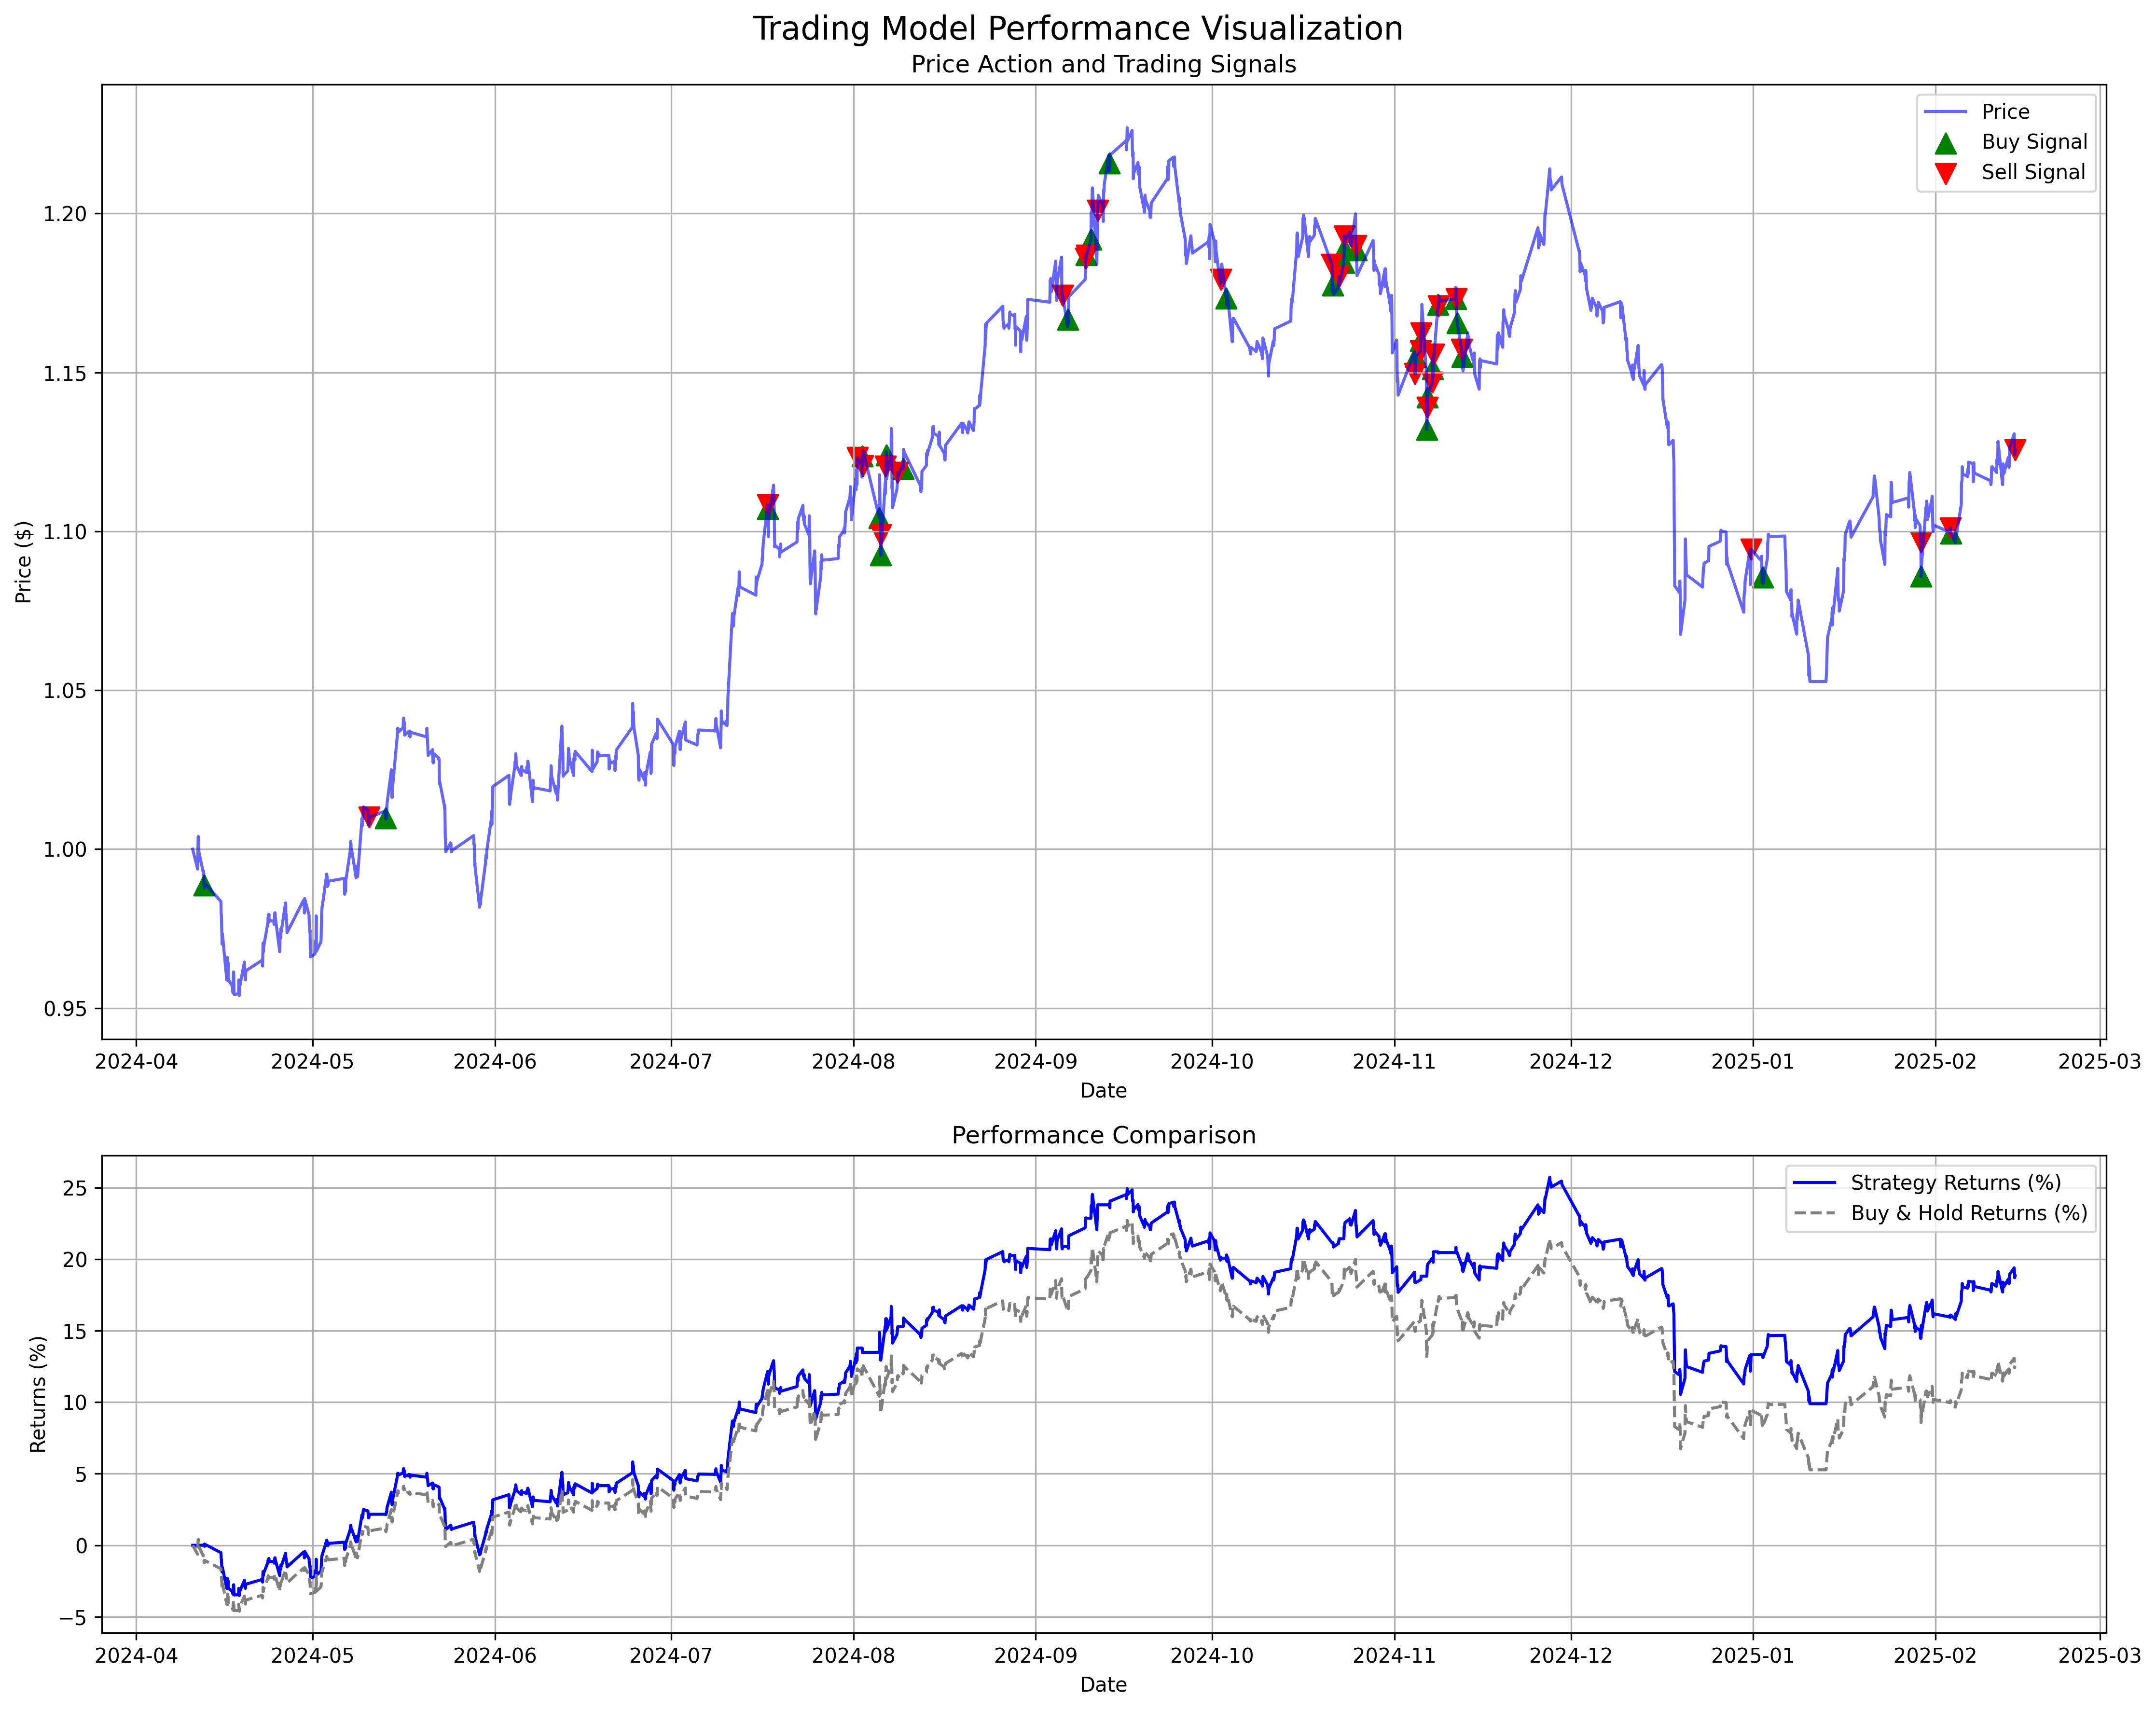 Trading Model Performance Visualization
Price Action and Trading Signals
Price
Buy Signal
Sell Signal
Price ($)
1.20
1.15
1.10
1.05
1.00
0.95
2024-04 2024-05 2024-06 2024-07 2024-08 2024-09 2024-10 2024-11 2024-12 2025-01 2025-02 2025-03
Date
Performance Comparison
Strategy Returns (%)
Buy & Hold Returns (%)
Returns (%)
25
20
15
10
5
0
−5
2024-04 2024-05 2024-06 2024-07 2024-08 2024-09 2024-10 2024-11 2024-12 2025-01 2025-02 2025-03
Date